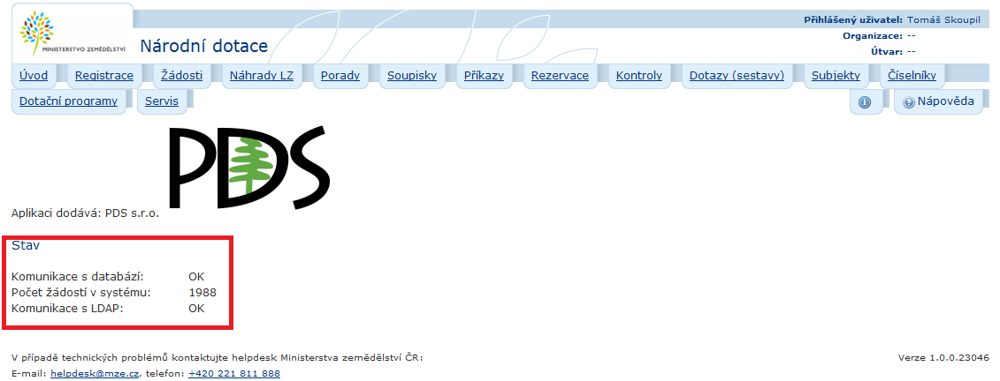 MINISTERSTVO ZEMĚDĚLSTVÍ
Národní dotace
Přihlášený uživatel: Tomáš Skoupil
Organizace: --
Útvar: --
Úvod Registrace Žádosti Náhrady LZ Porady Soupisky Příkazy Rezervace Kontroly Dotazy (sestavy) Subjekty Číselníky
Dotační programy Servis Nápověda
PDS
Aplikaci dodává: PDS s.r.o.
Stav
Komunikace s databází: OK
Počet žádostí v systému: 1988
Komunikace s LDAP: OK
V případě technických problémů kontaktujte helpdesk Ministerstva zemědělství ČR: Verze 1.0.0.23046
E-mail: helpdesk@mze.cz, telefon: +420 221 811 888